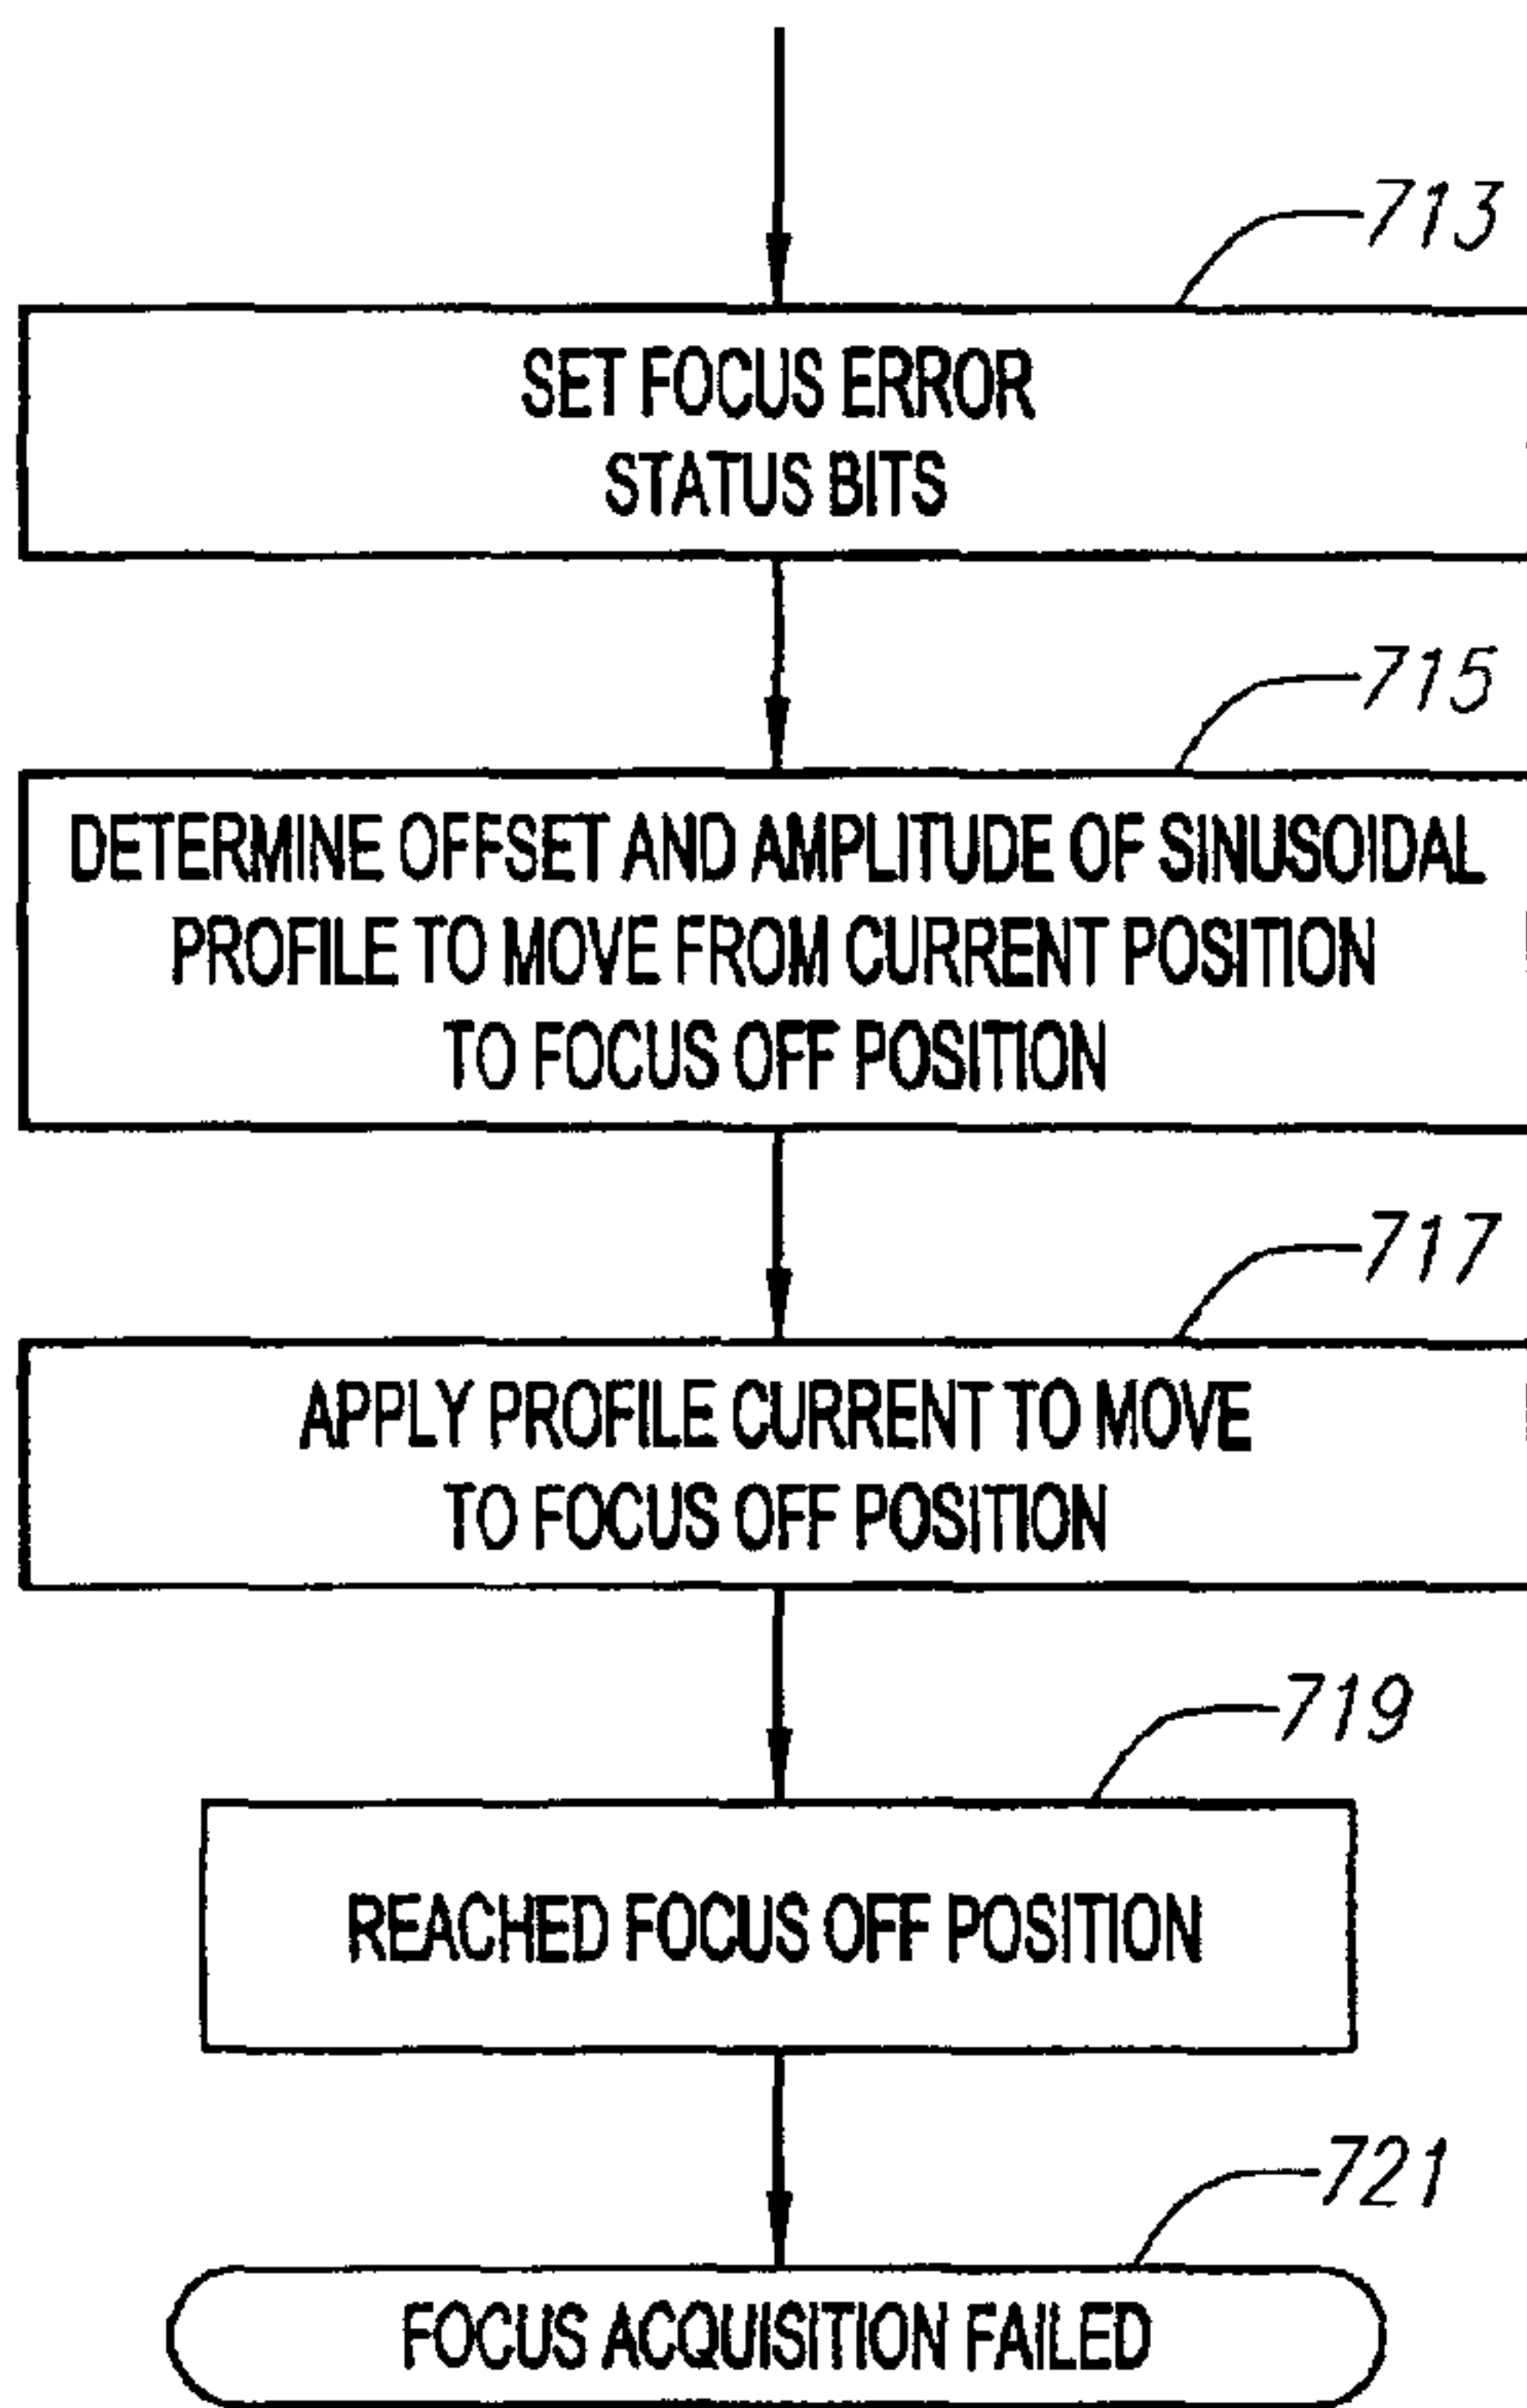 713
SET FOCUS ERROR
STATUS BITS
715
DETERMINE OFFSET AND AMPLITUDE OF SINUSOIDAL
PROFILE TO MOVE FROM CURRENT POSITION
TO FOCUS OFF POSITION
717
APPLY PROFILE CURRENT TO MOVE
TO FOCUS OFF POSITION
719
REACHED FOCUS OFF POSITION
721
FOCUS ACQUISITION FAILED